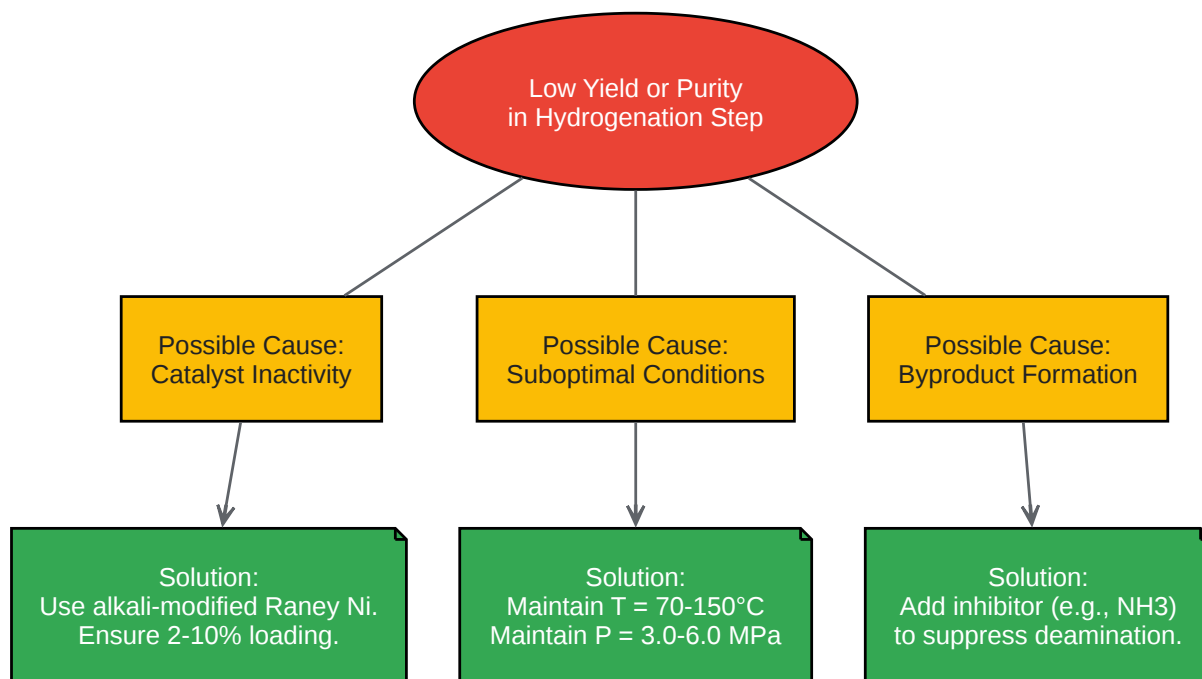 Low Yield or Purity
in Hydrogenation Step
Possible Cause:
Catalyst Inactivity
Possible Cause:
Suboptimal Conditions
Possible Cause:
Byproduct Formation
Solution:
Use alkali-modified Raney Ni.
Ensure 2-10% loading.
Solution:
Maintain T = 70-150°C
Maintain P = 3.0-6.0 MPa
Solution:
Add inhibitor (e.g., NH3)
to suppress deamination.